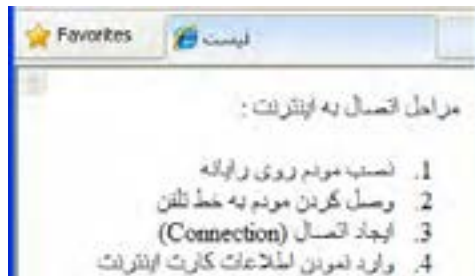 Favorites
لیست
مراحل اتصال به اینترنت :
1. نصب مودم روی رایانه
2. وصل کردن مودم به خط تلفن
3. ایجاد اتصال (Connection)
4. وارد نمودن اطلاعات کارت اینترنت